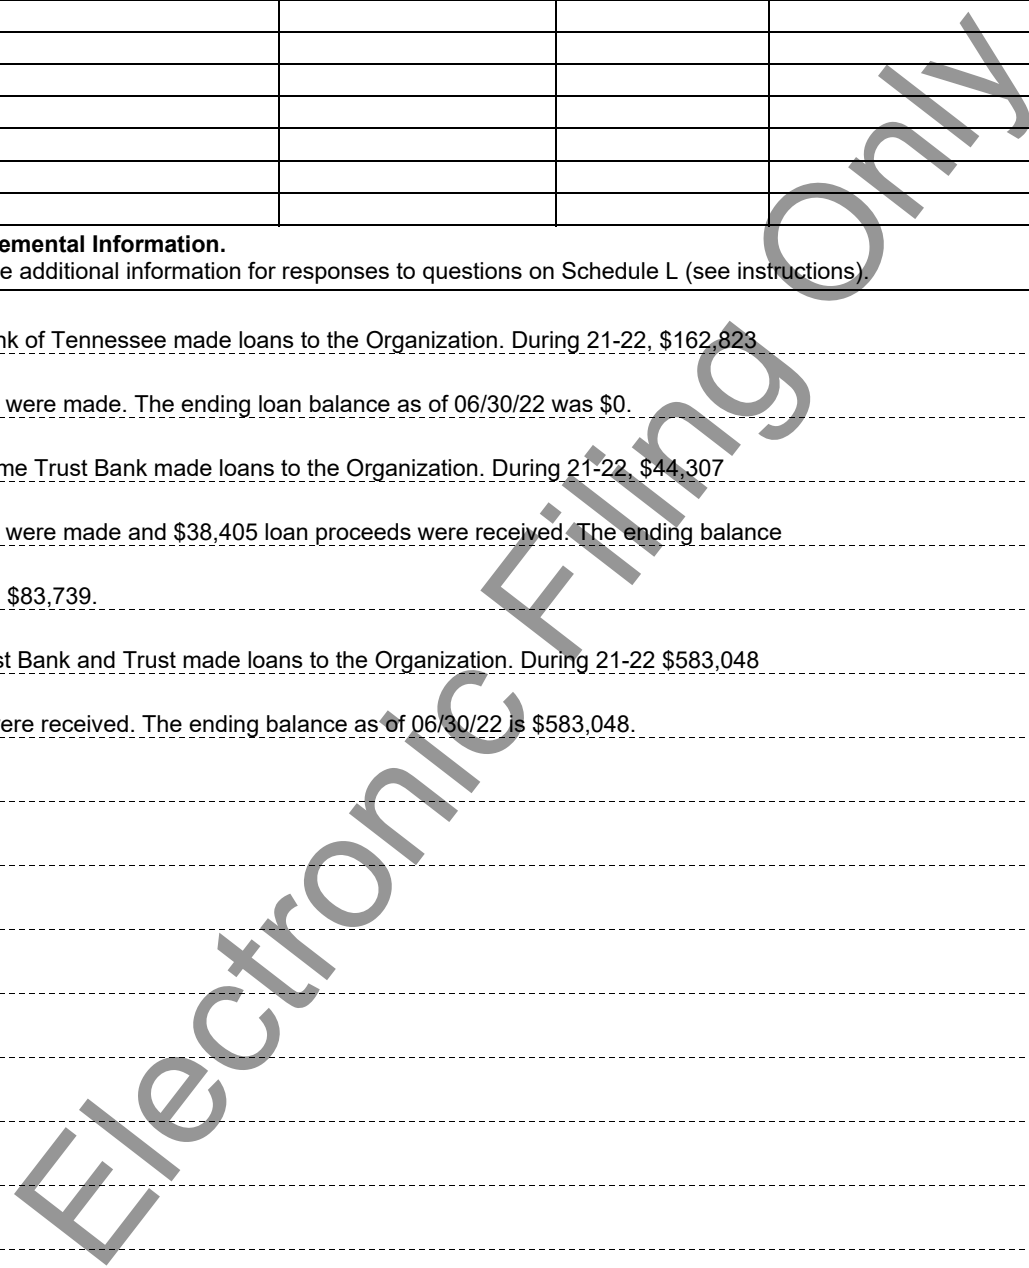 emental Information.
e additional information for responses to questions on Schedule L (see instructions).
nk of Tennessee made loans to the Organization. During 21-22, $162,823
were made. The ending loan balance as of 06/30/22 was $0.
me Trust Bank made loans to the Organization. During 21-22, $44,307
were made and $38,405 loan proceeds were received. The ending balance
$83,739.
st Bank and Trust made loans to the Organization. During 21-22 $583,048
ere received. The ending balance as of 06/30/22 is $583,048.
Electronic Filing Only